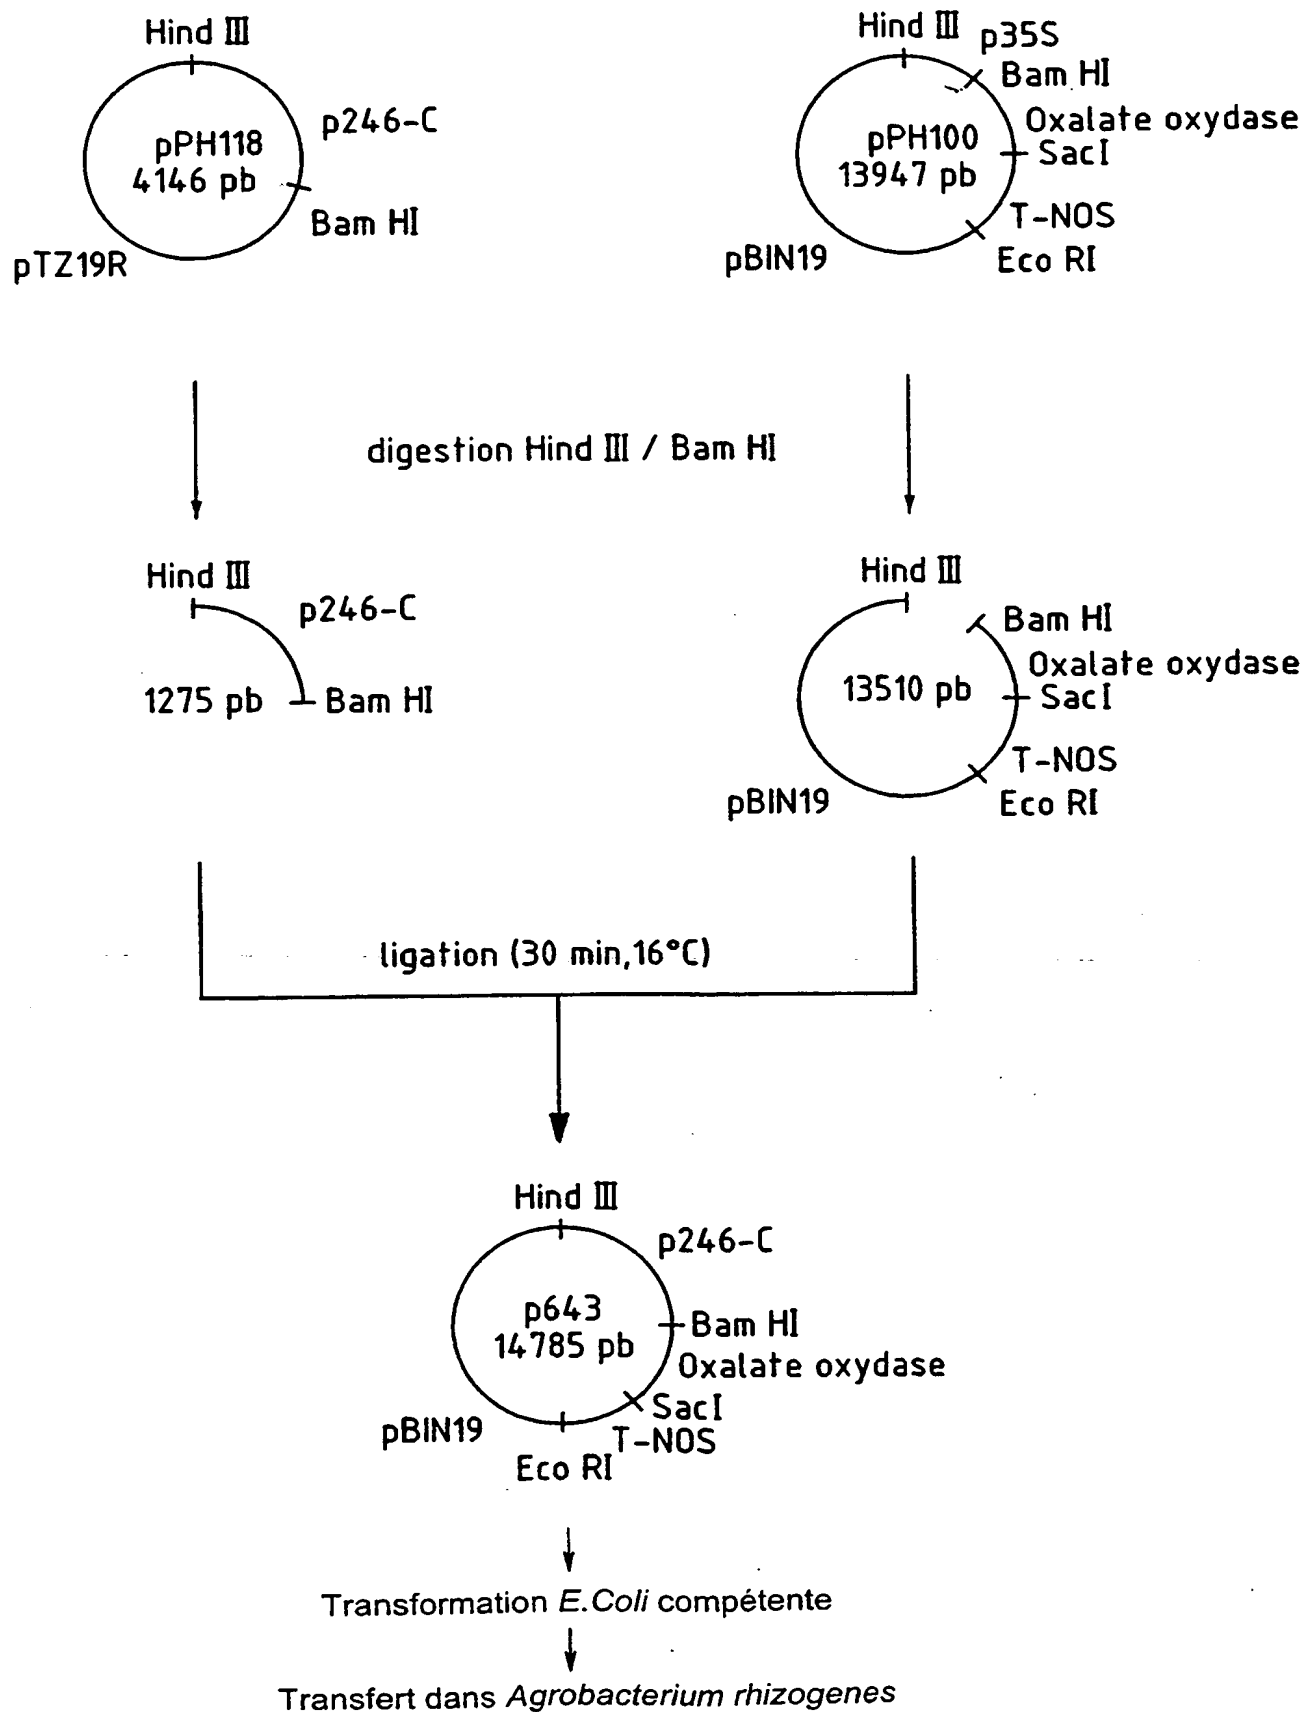 Hind III
p246-C
pPH118
4146 pb
Bam HI
pTZ19R
Hind III
p35S
Bam HI
Oxalate oxydase
pPH100
13947 pb
SacI
T-NOS
Eco RI
pBIN19
digestion Hind III / Bam HI
Hind III
p246-C
1275 pb
Bam HI
Hind III
Bam HI
Oxalate oxydase
13510 pb
SacI
T-NOS
Eco RI
pBIN19
ligation (30 min,16°C)
Hind III
p246-C
p643
14785 pb
Bam HI
Oxalate oxydase
SacI
T-NOS
pBIN19
Eco RI
Transformation E.Coli compétente
Transfert dans Agrobacterium rhizogenes